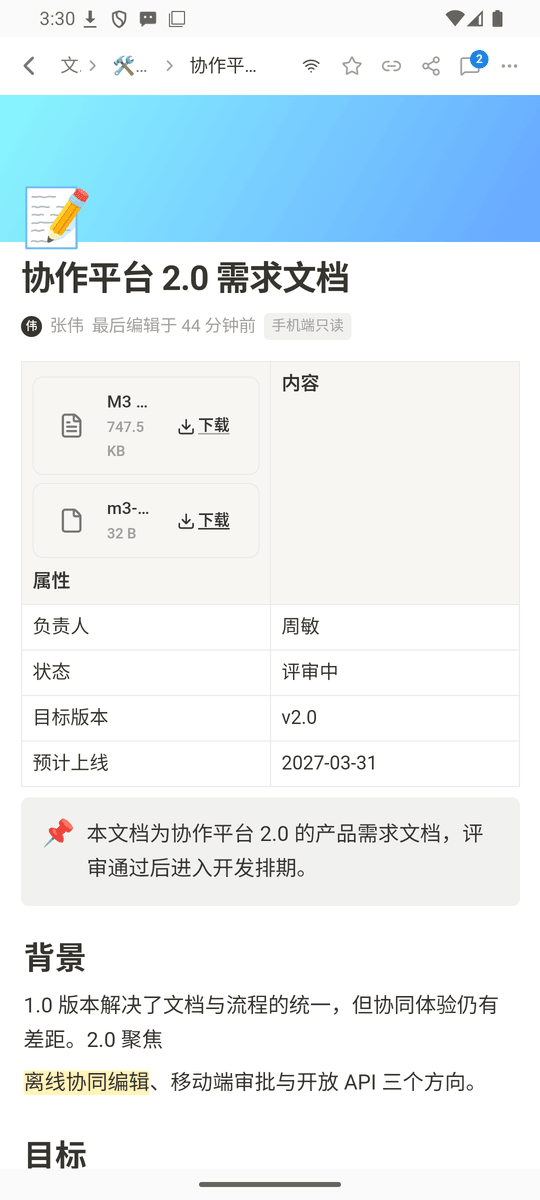 3:30
文. 
... 
协作平...
2
协作平台 2.0 需求文档
伟 张伟 最后编辑于 44 分钟前 手机端只读
M3 ...
747.5
KB
下载
m3-...
32 B
下载
属性
内容
负责人 周敏
状态 评审中
目标版本 v2.0
预计上线 2027-03-31
本文档为协作平台 2.0 的产品需求文档，评
审通过后进入开发排期。
背景
1.0 版本解决了文档与流程的统一，但协同体验仍有
差距。2.0 聚焦
离线协同编辑、移动端审批与开放 API 三个方向。
目标